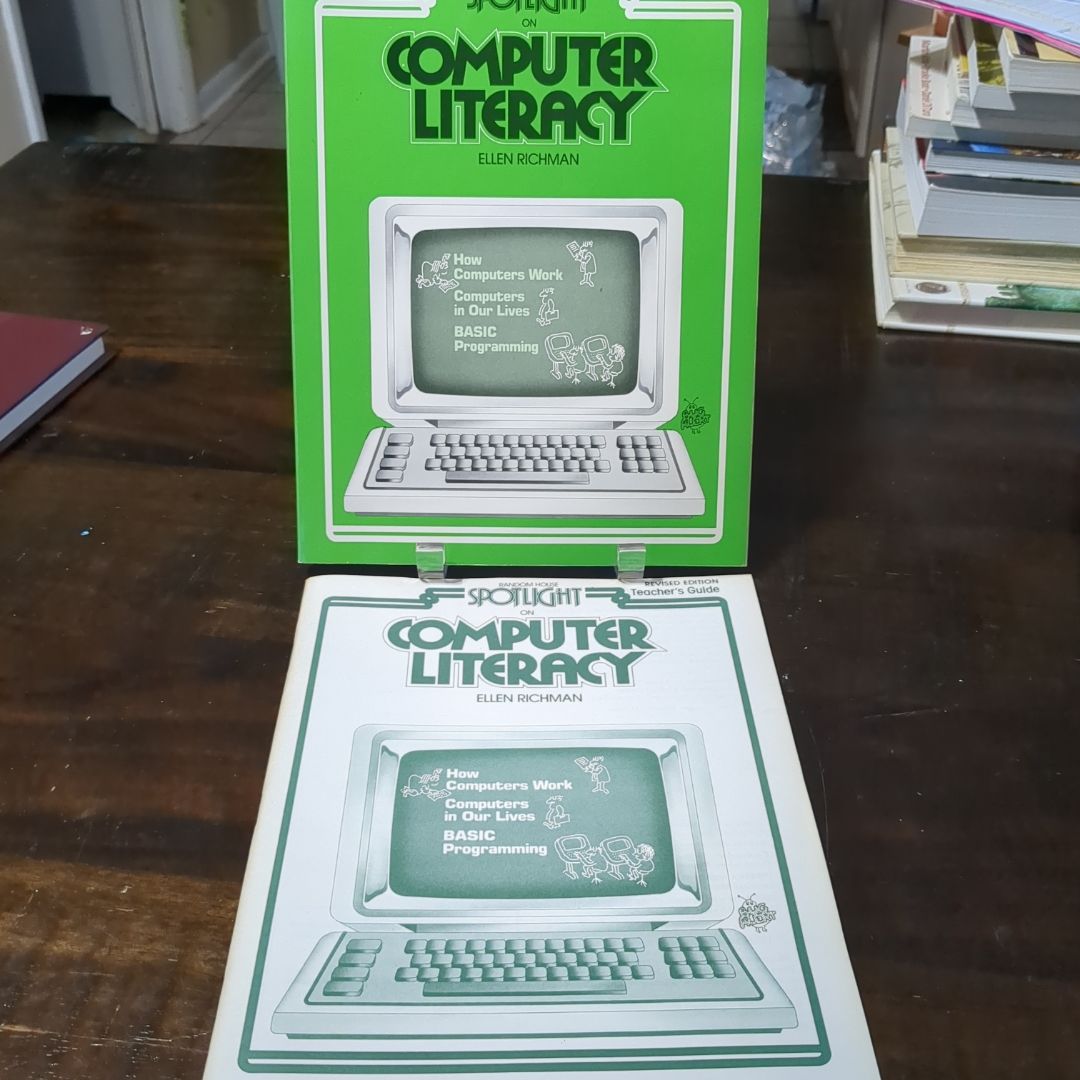 SPOTLIGHT
ON
COMPUTER
LITERACY
ELLEN RICHMAN
How
Computers Work
Computers
in Our Lives
BASIC
Programming
RANDOM HOUSE
SPOTLIGHT
ON
COMPUTER
LITERACY
ELLEN RICHMAN
REVISED EDITION
Teacher's Guide
How
Computers Work
Computers
in Our Lives
BASIC
Programming